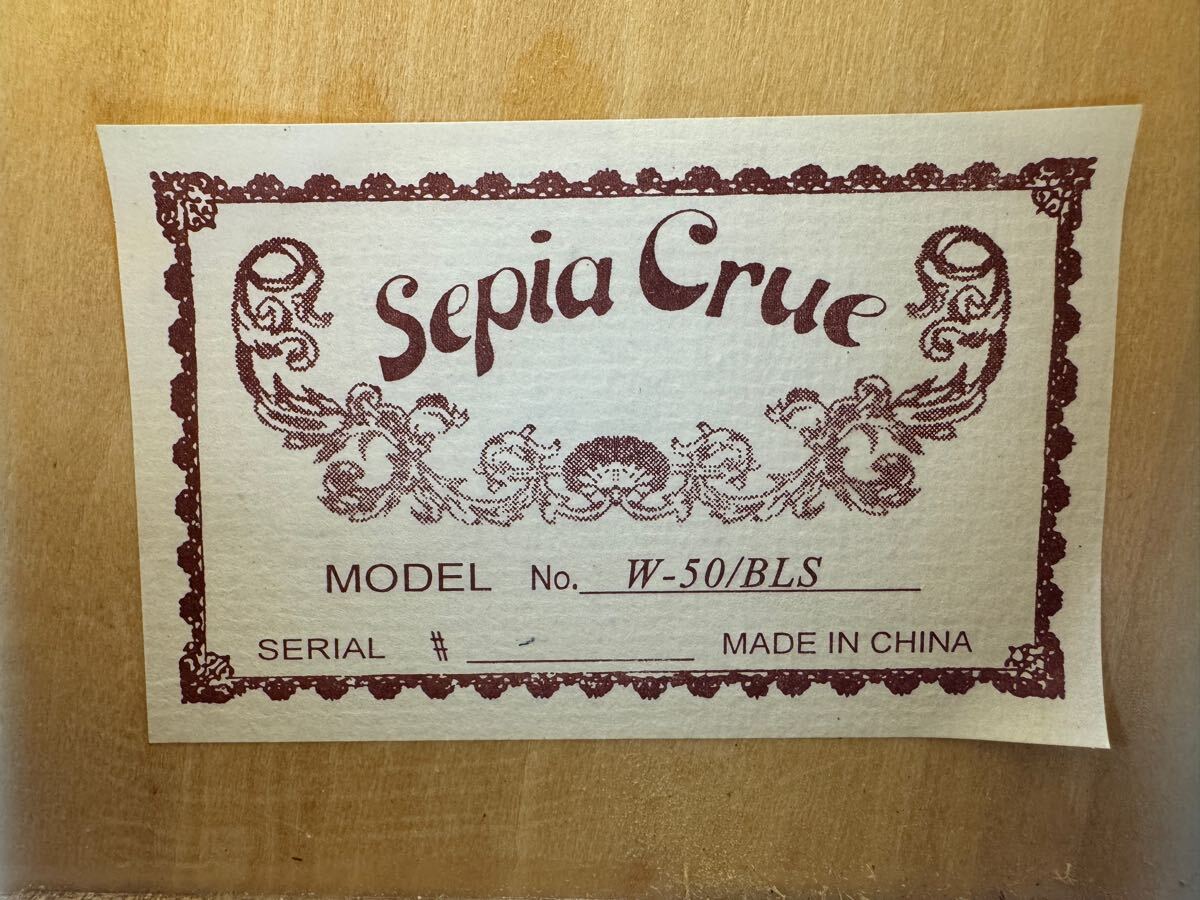 Sepia Crue
MODEL No. W-50/BLS
SERIAL # MADE IN CHINA